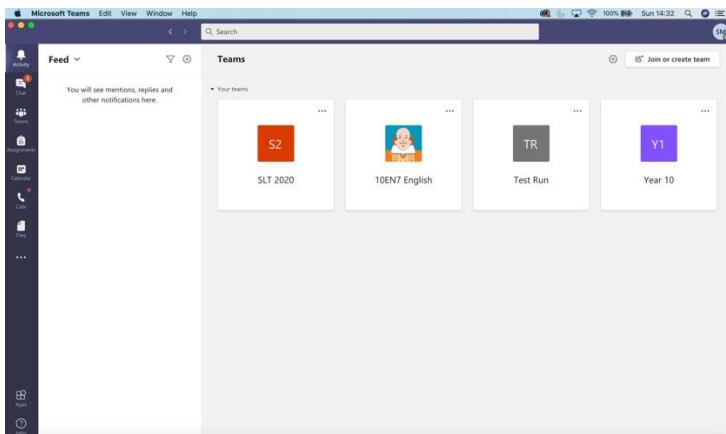 Microsoft Teams Edit View Window Help 100% Sun 14:32
Search
SM
Activity
Chat
1
Teams
Assignments
Calendar
Calls
Files
Apps
Help
Feed
You will see mentions, replies and
other notifications here.
Teams
Join or create team
Your teams
S2
SLT 2020
10EN7 English
TR
Test Run
Y1
Year 10